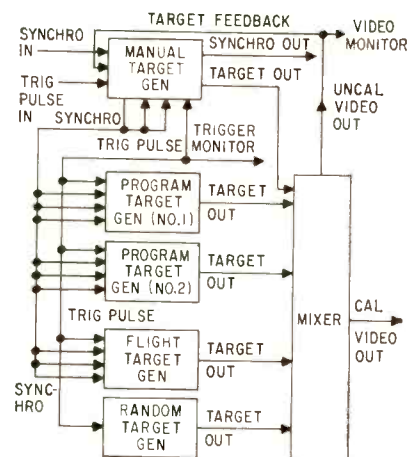 TARGET FEEDBACK
SYNCHRO
IN
MANUAL
TARGET
GEN
SYNCHRO OUT
TARGET OUT
VIDEO
MONITOR
TRIG
PULSE
IN
SYNCHRO
UNCAL
VIDEO
OUT
TRIG PULSE
TRIGGER
MONITOR
PROGRAM
TARGET
GEN (NO.1)
TARGET
OUT
PROGRAM
TARGET
GEN (NO.2)
TARGET
OUT
MIXER
CAL
VIDEO
OUT
TRIG PULSE
FLIGHT
TARGET
GEN
TARGET
OUT
SYNC-
HRO
RANDOM
TARGET
GEN
TARGET
OUT